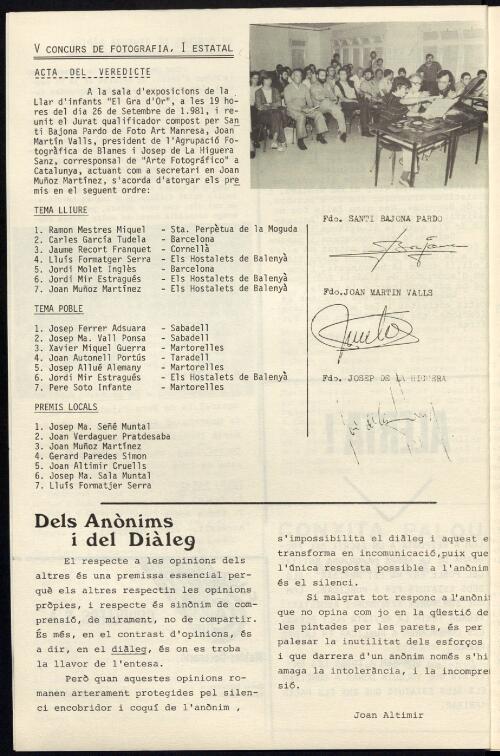 V CONCURS DE FOTOGRAFIA, I ESTATAL
ACTA DEL VEREDICTE
A la sala d'exposicions de la
Llar d'infants "El Gra d'Or", a les 19 ho-
res del dia 26 de Setembre de 1.981, i re-
unit el Jurat qualificador compost per San
ti Bajona Pardo de Foto Art Manresa, Joan
Martín Valls, president de l'Agrupació Fo-
togràfica de Blanes i Josep de La Higuera
Sanz, corresponsal de "Arte Fotográfico" a
Catalunya, actuant com a secretari en Joan
Muñoz Martínez, s'acorda d'atorgar els pre
mis en el seguent ordre:
TEMA LLIURE
1. Ramon Mestres Miquel - Sta. Perpètua de la Moguda
2. Carles García Tudela - Barcelona
3. Jaume Recort Franquet - Cornellà
4. Lluís Formatger Serra - Els Hostalets de Balenyà
5. Jordi Molet Inglès - Barcelona
6. Jordi Mir Estragués - Els Hostalets de Balenyà
7. Joan Muñoz Martínez - Els Hostalets de Balenyà
TEMA POBLE
1. Josep Ferrer Adsuara - Sabadell
2. Josep Ma. Vall Ponsa - Sabadell
3. Xavier Miquel Guerra - Martorelles
4. Joan Autonell Portús - Taradell
5. Josep Allué Alemany - Martorelles
6. Jordi Mir Estragués - Els Hostalets de Balenyà
7. Pere Soto Infante - Martorelles
PREMIS LOCALS
1. Josep Ma. Señé Muntal
2. Joan Verdaguer Pratdesaba
3. Joan Muñoz Martínez
4. Gerard Paredes Simon
5. Joan Altimir Cruells
6. Josep Ma. Sala Muntal
7. Lluís Formatjer Serra
Fdo. SANTI BAJONA PARDO
Fdo.JOAN MARTIN VALLS
Fdo. JOSEP DE LA HIGUERA
Dels Anònims
i del Diàleg
El respecte a les opinions dels
altres és una premissa essencial per-
què els altres respectin les opinions
pròpies, i respecte és sinònim de com-
prensió, de mirament, no de compartir.
És més, en el contrast d'opinions, és
a dir, en el diàleg, és on es troba
la llavor de l'entesa.
Però quan aquestes opinions ro-
manen arterament protegides pel silen-
ci encobridor i coquí de l'anònim ,
s'impossibilita el diàleg i aquest e
transforma en incomunicació,puix que
l'única resposta possible a l'anònim
és el silenci.
Si malgrat tot responc a l'anòni
que no opina com jo en la qüestió de
les pintades per les parets, és per
palesar la inutilitat dels esforços
i que darrera d'un anònim només s'hi
amaga la intolerància, i la incompre
sió.
Joan Altimir